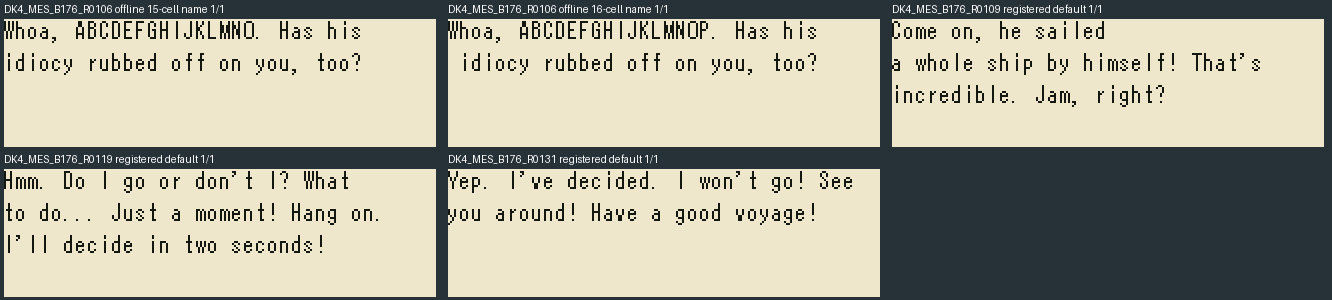 DK4_MES_B176_R0106 offline 15-cell name 1/1
Whoa, ABCDEFGHIJKLMNO. Has his
idiocy rubbed off on you, too?
DK4_MES_B176_R0106 offline 16-cell name 1/1
Whoa, ABCDEFGHIJKLMNOP. Has his
idiocy rubbed off on you, too?
DK4_MES_B176_R0109 registered default 1/1
Come on, he sailed
a whole ship by himself! That's
incredible. Jam, right?
DK4_MES_B176_R0119 registered default 1/1
Hmm. Do I go or don't I? What
to do... Just a moment! Hang on.
I'll decide in two seconds!
DK4_MES_B176_R0131 registered default 1/1
Yep. I've decided. I won't go! See
you around! Have a good voyage!